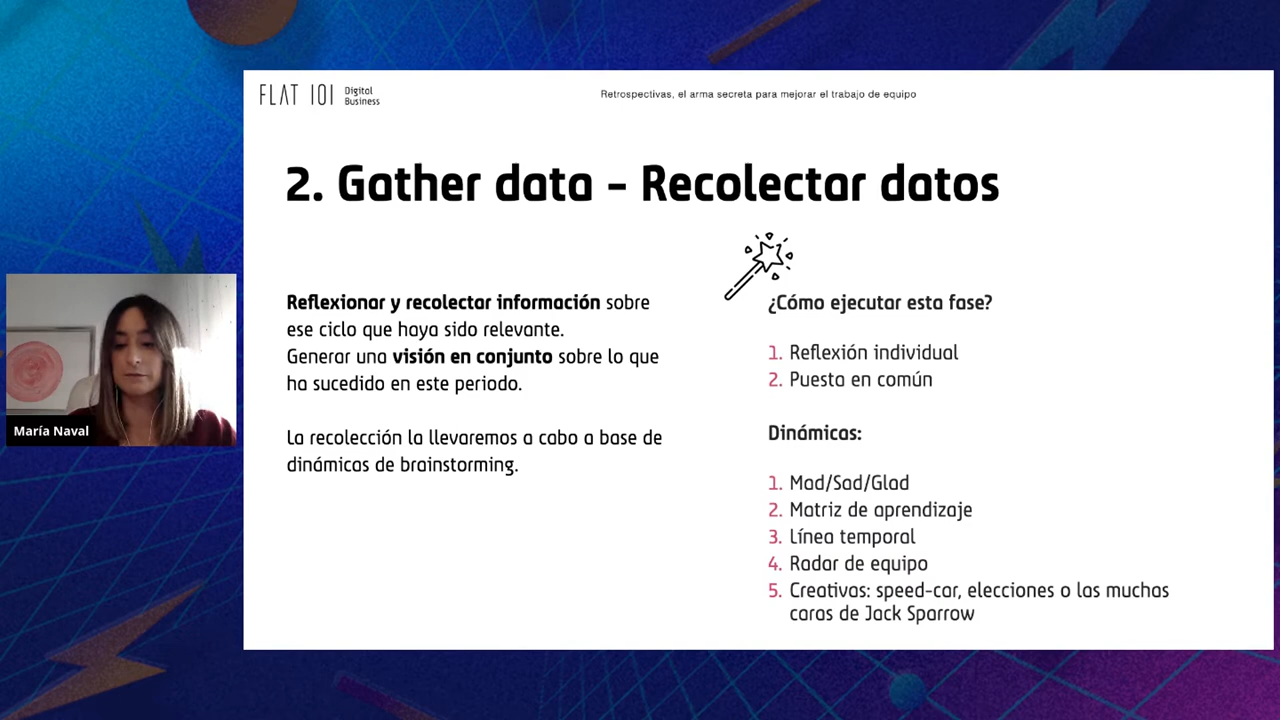 FLAT 101 Digital Business
Retrospectivas, el arma secreta para mejorar el trabajo de equipo
2. Gather data - Recolectar datos
Reflexionar y recolectar información sobre
ese ciclo que haya sido relevante.
Generar una visión en conjunto sobre lo que
ha sucedido en este periodo.
La recolección la llevaremos a cabo a base de
dinámicas de brainstorming.
¿Cómo ejecutar esta fase?
1. Reflexión individual
2. Puesta en común
Dinámicas:
1. Mad/Sad/Glad
2. Matriz de aprendizaje
3. Línea temporal
4. Radar de equipo
5. Creativas: speed-car, elecciones o las muchas
caras de Jack Sparrow
María Naval